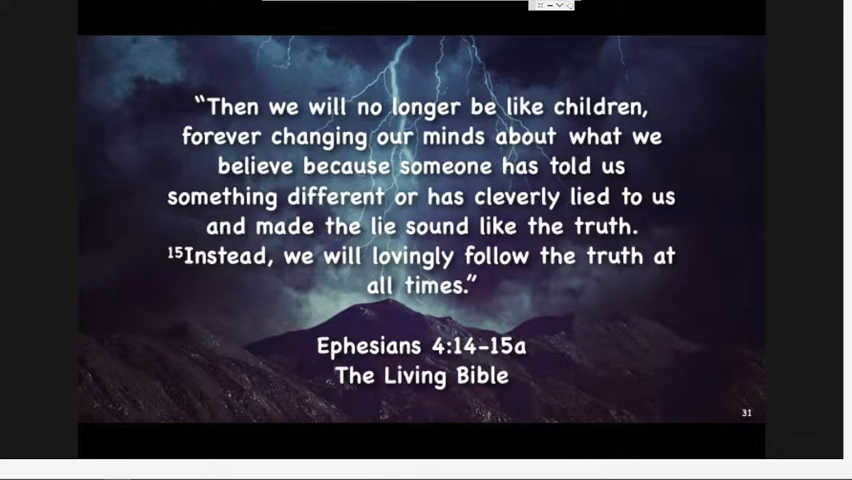 “Then we will no longer be like children,
forever changing our minds about what we
believe because someone has told us
something different or has cleverly lied to us
and made the lie sound like the truth.
15Instead, we will lovingly follow the truth at
all times.”
Ephesians 4:14-15a
The Living Bible
31